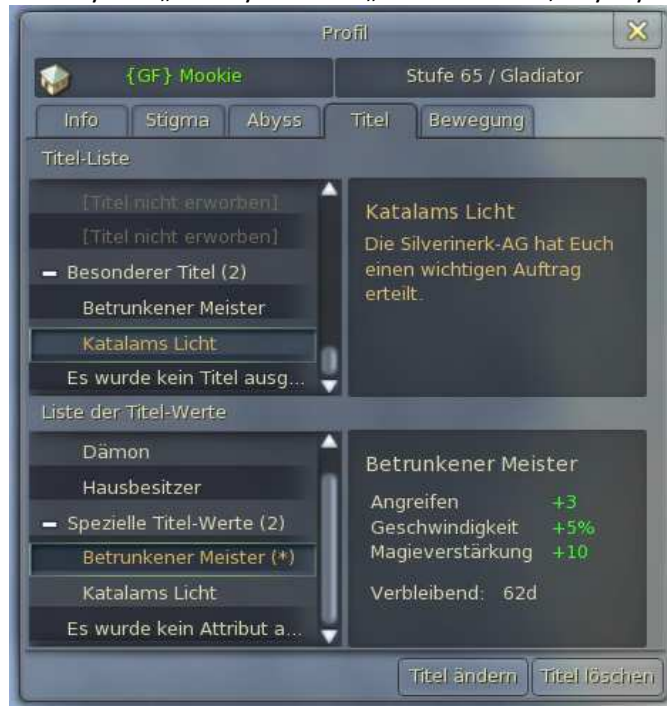 Profil
{GF} Mookie
Stufe 65 / Gladiator
Info Stigma Abyss Titel Bewegung
Titel-Liste
[Titel nicht erworben]
[Titel nicht erworben]
Besonderer Titel (2)
Betrunkener Meister
Katalams Licht
Es wurde kein Titel ausg...
Katalams Licht
Die Silverinerk-AG hat Euch
einen wichtigen Auftrag
erteilt.
Liste der Titel-Werte
Dämon
Hausbesitzer
Spezielle Titel-Werte (2)
Betrunkener Meister (*)
Katalams Licht
Es wurde kein Attribut a...
Betrunkener Meister
Angreifen +3
Geschwindigkeit +5%
Magieverstärkung +10
Verbleibend: 62d
Titel ändern Titel löschen